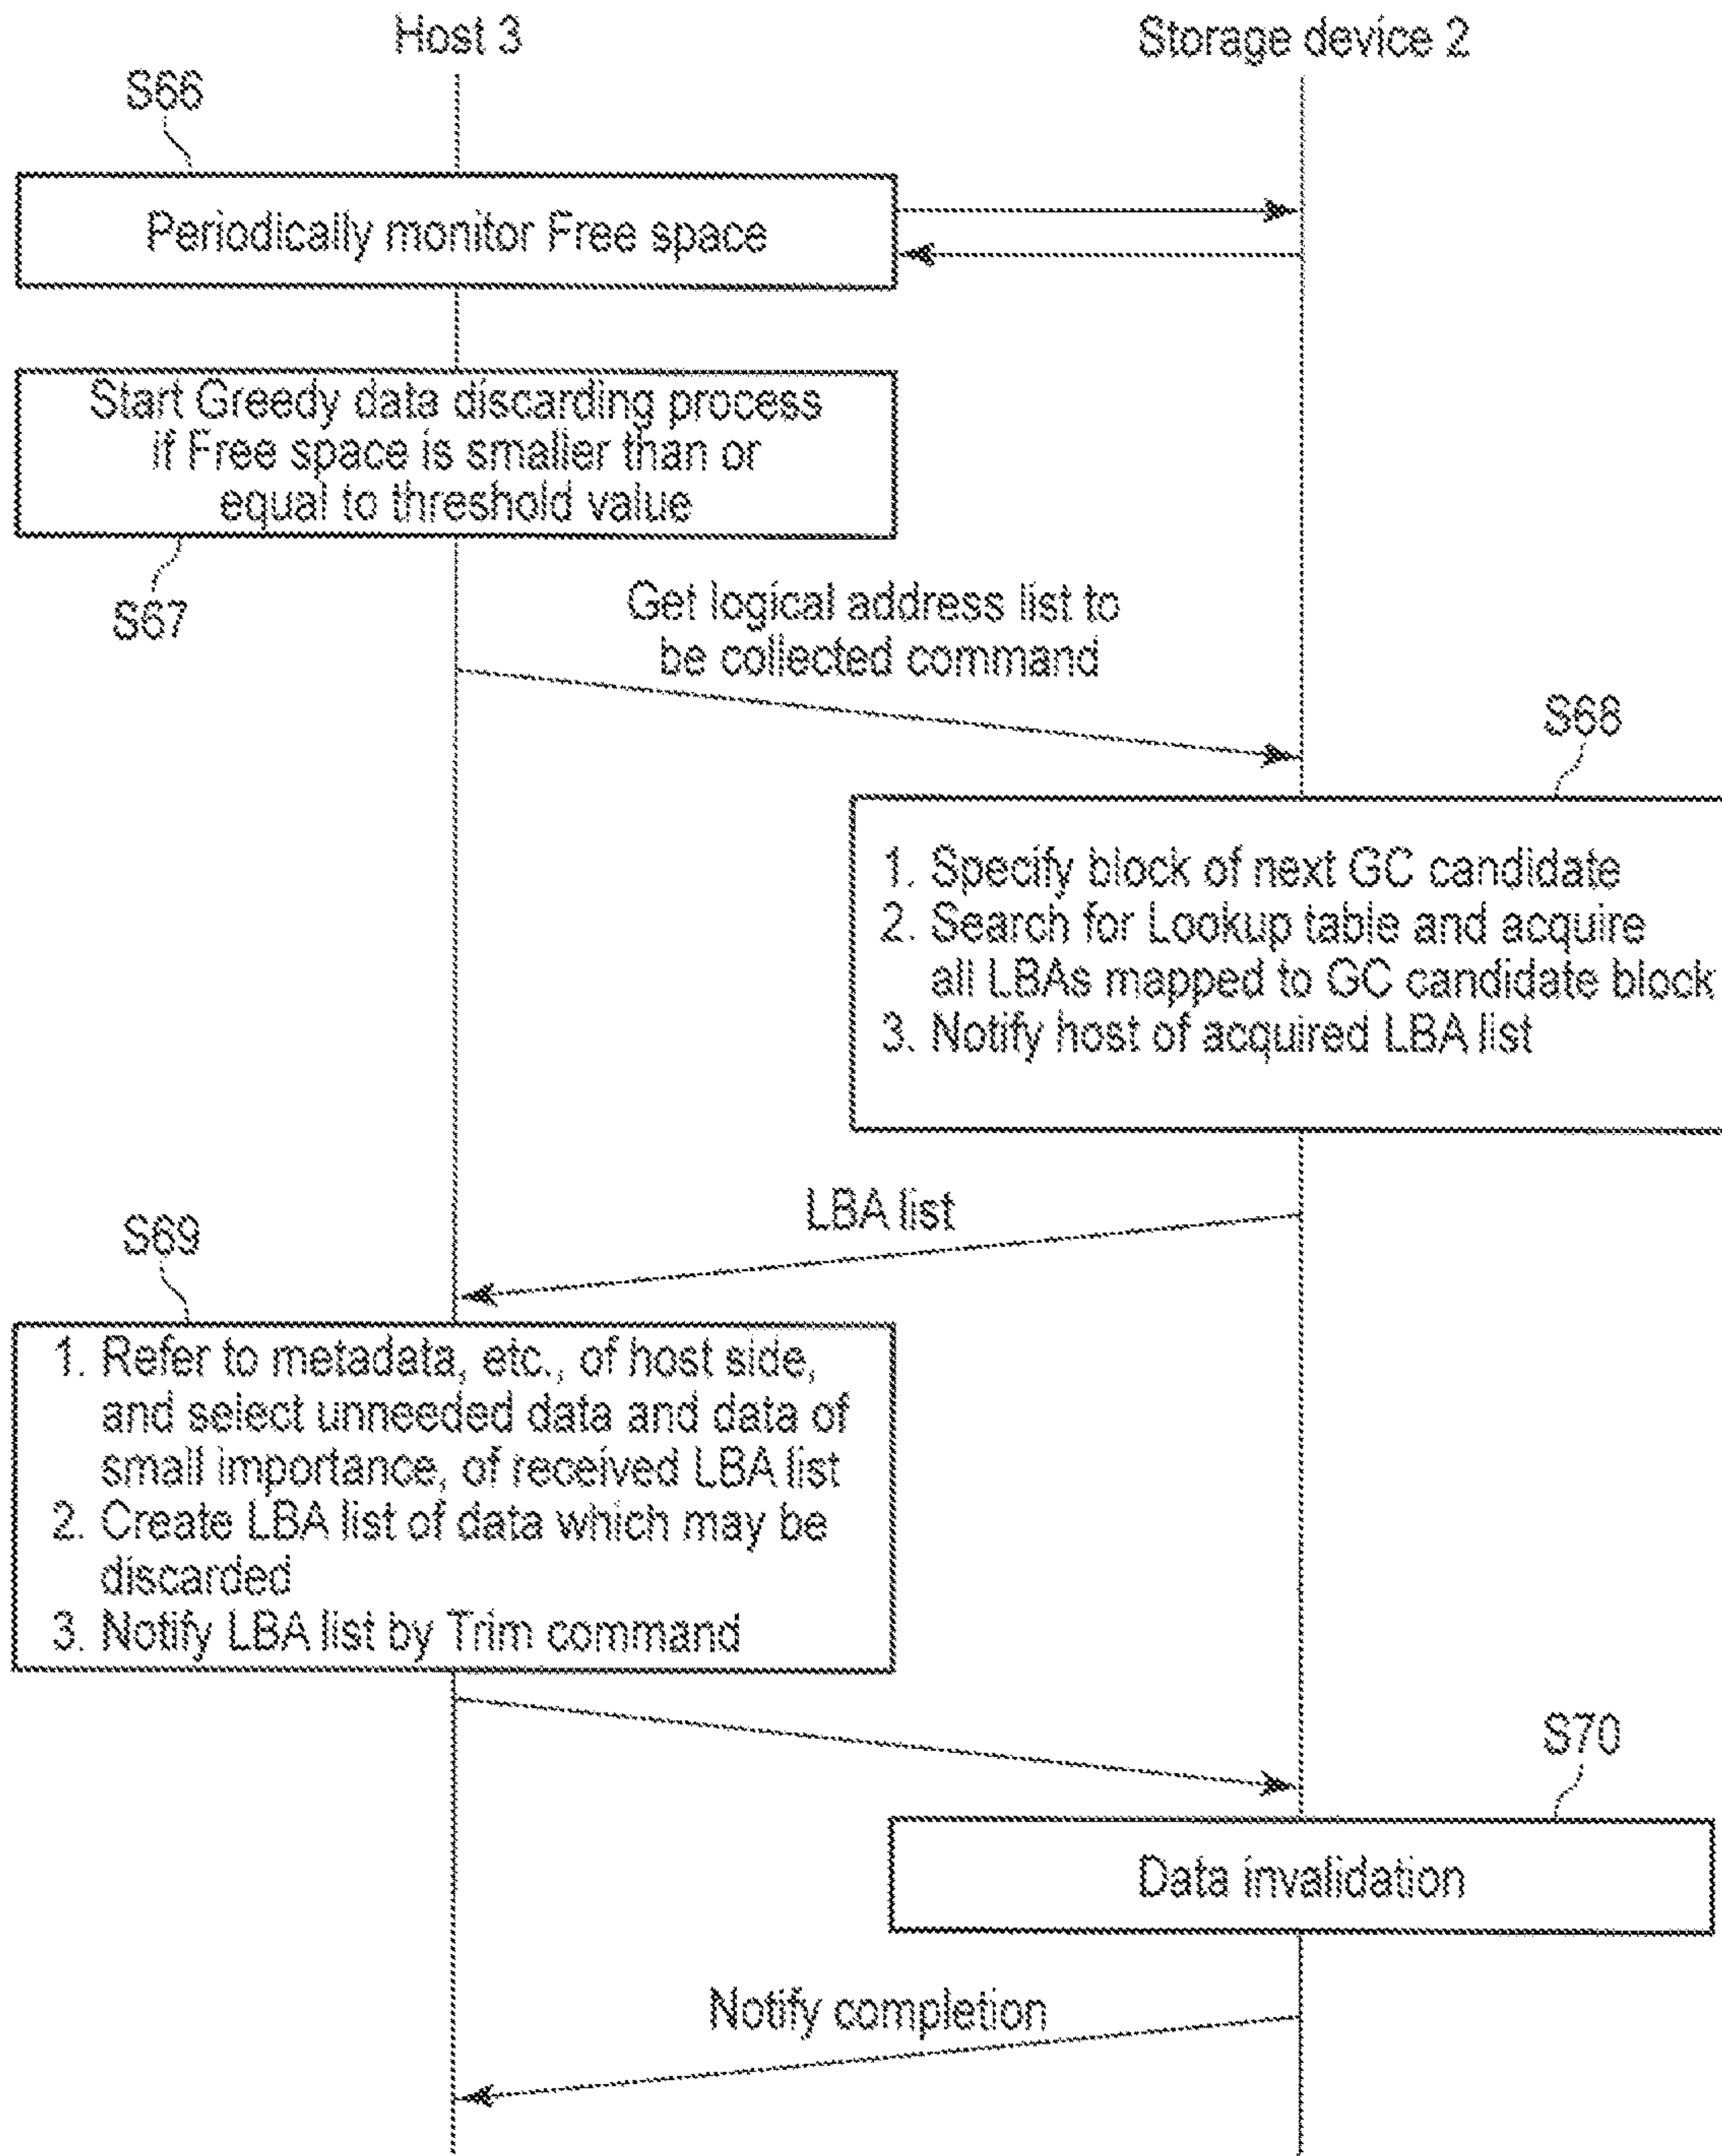 Host 3
Storage device 2
S66
Periodically monitor Free space
Start Greedy data discarding process
if Free space is smaller than or
equal to threshold value
S67
Get logical address list to
be collected command
S68
1. Specify block of next GC candidate
2. Search for Lookup table and acquire
all LBAs mapped to GC candidate block
3. Notify host of acquired LBA list
LBA list
S69
1. Refer to metadata, etc., of host side,
and select unneeded data and data of
small importance, of received LBA list
2. Create LBA list of data which may be
discarded
3. Notify LBA list by Trim command
S70
Data invalidation
Notify completion